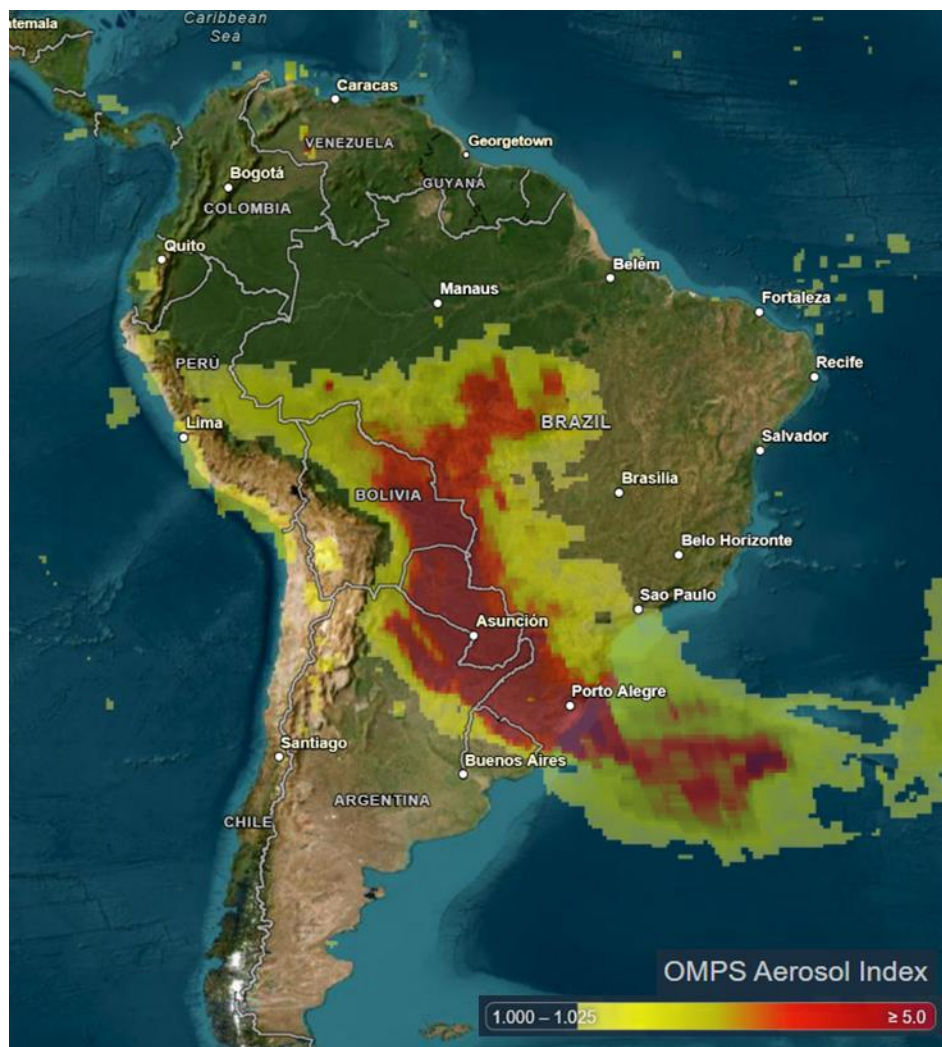 atemala
Caribbean
Sea
Caracas
VENEZUELA
Georgetown
Bogotá
GUYANA
COLOMBIA
Quito
Belém
Manaus
Fortaleza
PERÚ
Recife
Lima
BRAZIL
Salvador
Brasília
BOLIVIA
Belo Horizonte
Sao Paulo
Asunción
Porto Alegre
Santiago
Buenos Aires
ARGENTINA
CHILE
OMPS Aerosol Index
1.000 – 1.025 ≥ 5.0